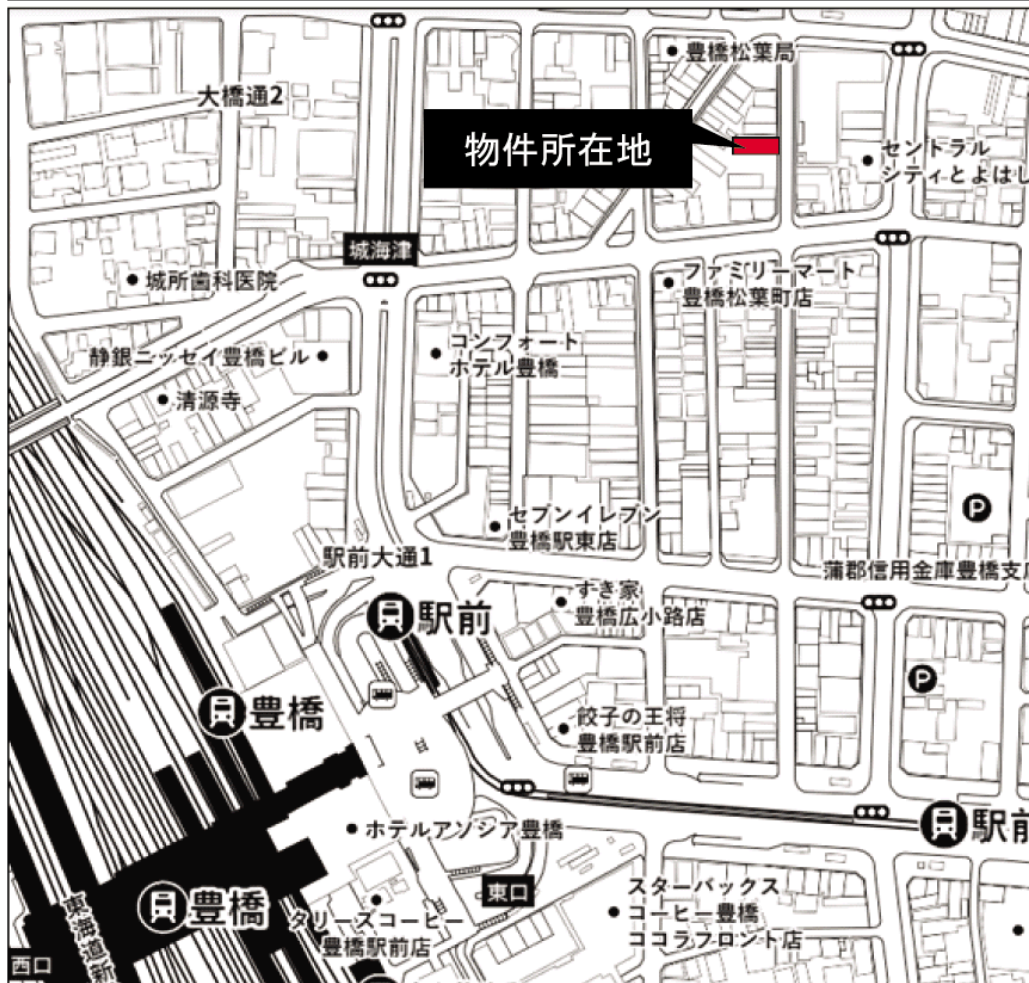 豊橋松葉局
大橋通2
物件所在地
セントラル
シティとよはし
城海津
城所歯科医院
ファミリーマート
豊橋松葉町店
静銀ニッセイ豊橋ビル
コンフォート
ホテル豊橋
清源寺
P
セブンイレブン
豊橋駅東店
駅前大通1
蒲郡信用金庫豊橋支店
すき家
豊橋広小路店
駅前
P
豊橋
餃子の王将
豊橋駅前店
ホテルアソシア豊橋
駅前
東口
スターバックス
コーヒー豊橋
ココラフロント店
豊橋
タリーズコーヒー
豊橋駅前店
東海道新
西口